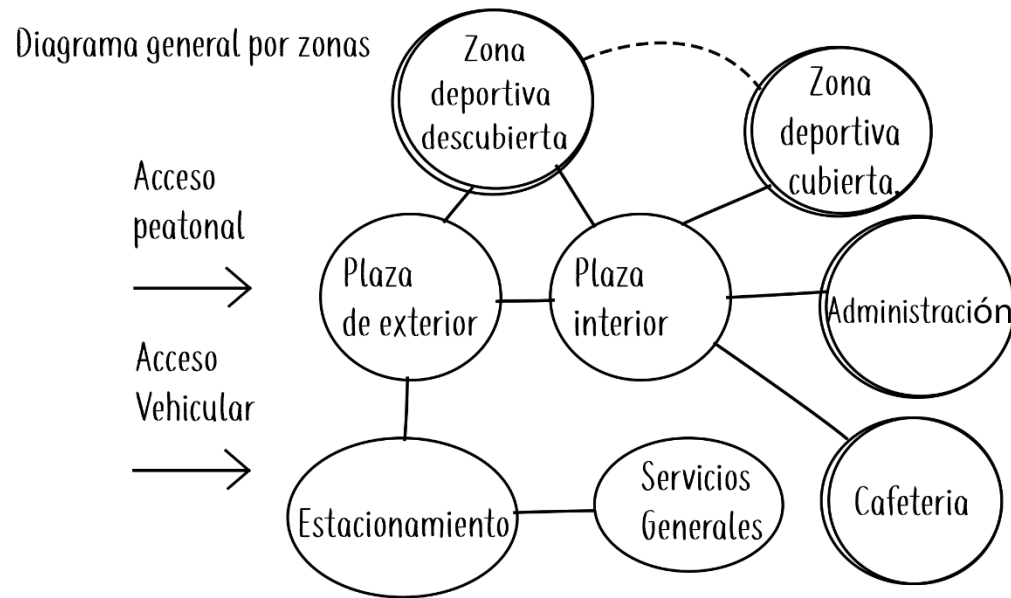 Diagrama general por zonas
Zona
deportiva
descubierta
Zona
deportiva
cubierta.
Acceso
peatonal
Plaza
de exterior
Plaza
interior
Administración
Acceso
Vehicular
Estacionamiento
Servicios
Generales
Cafeteria